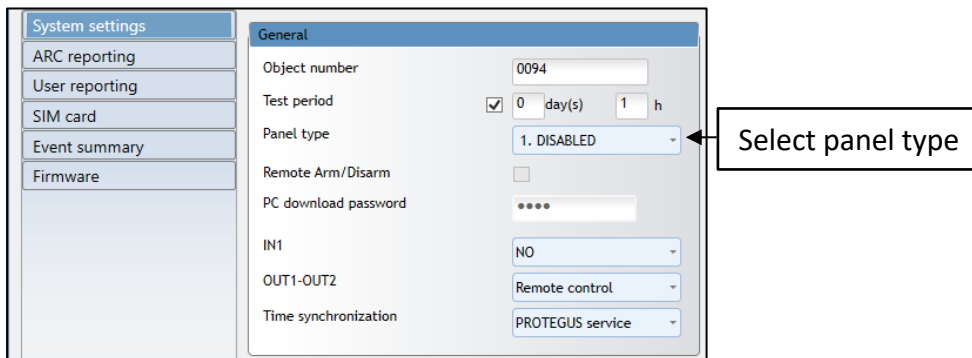 System settings
ARC reporting
User reporting
SIM card
Event summary
Firmware
General
Object number 0094
Test period 0 day(s) 1 h
Panel type 1. DISABLED
Remote Arm/Disarm
PC download password ••••
IN1 NO
OUT1-OUT2 Remote control
Time synchronization PROTEGUS service
Select panel type